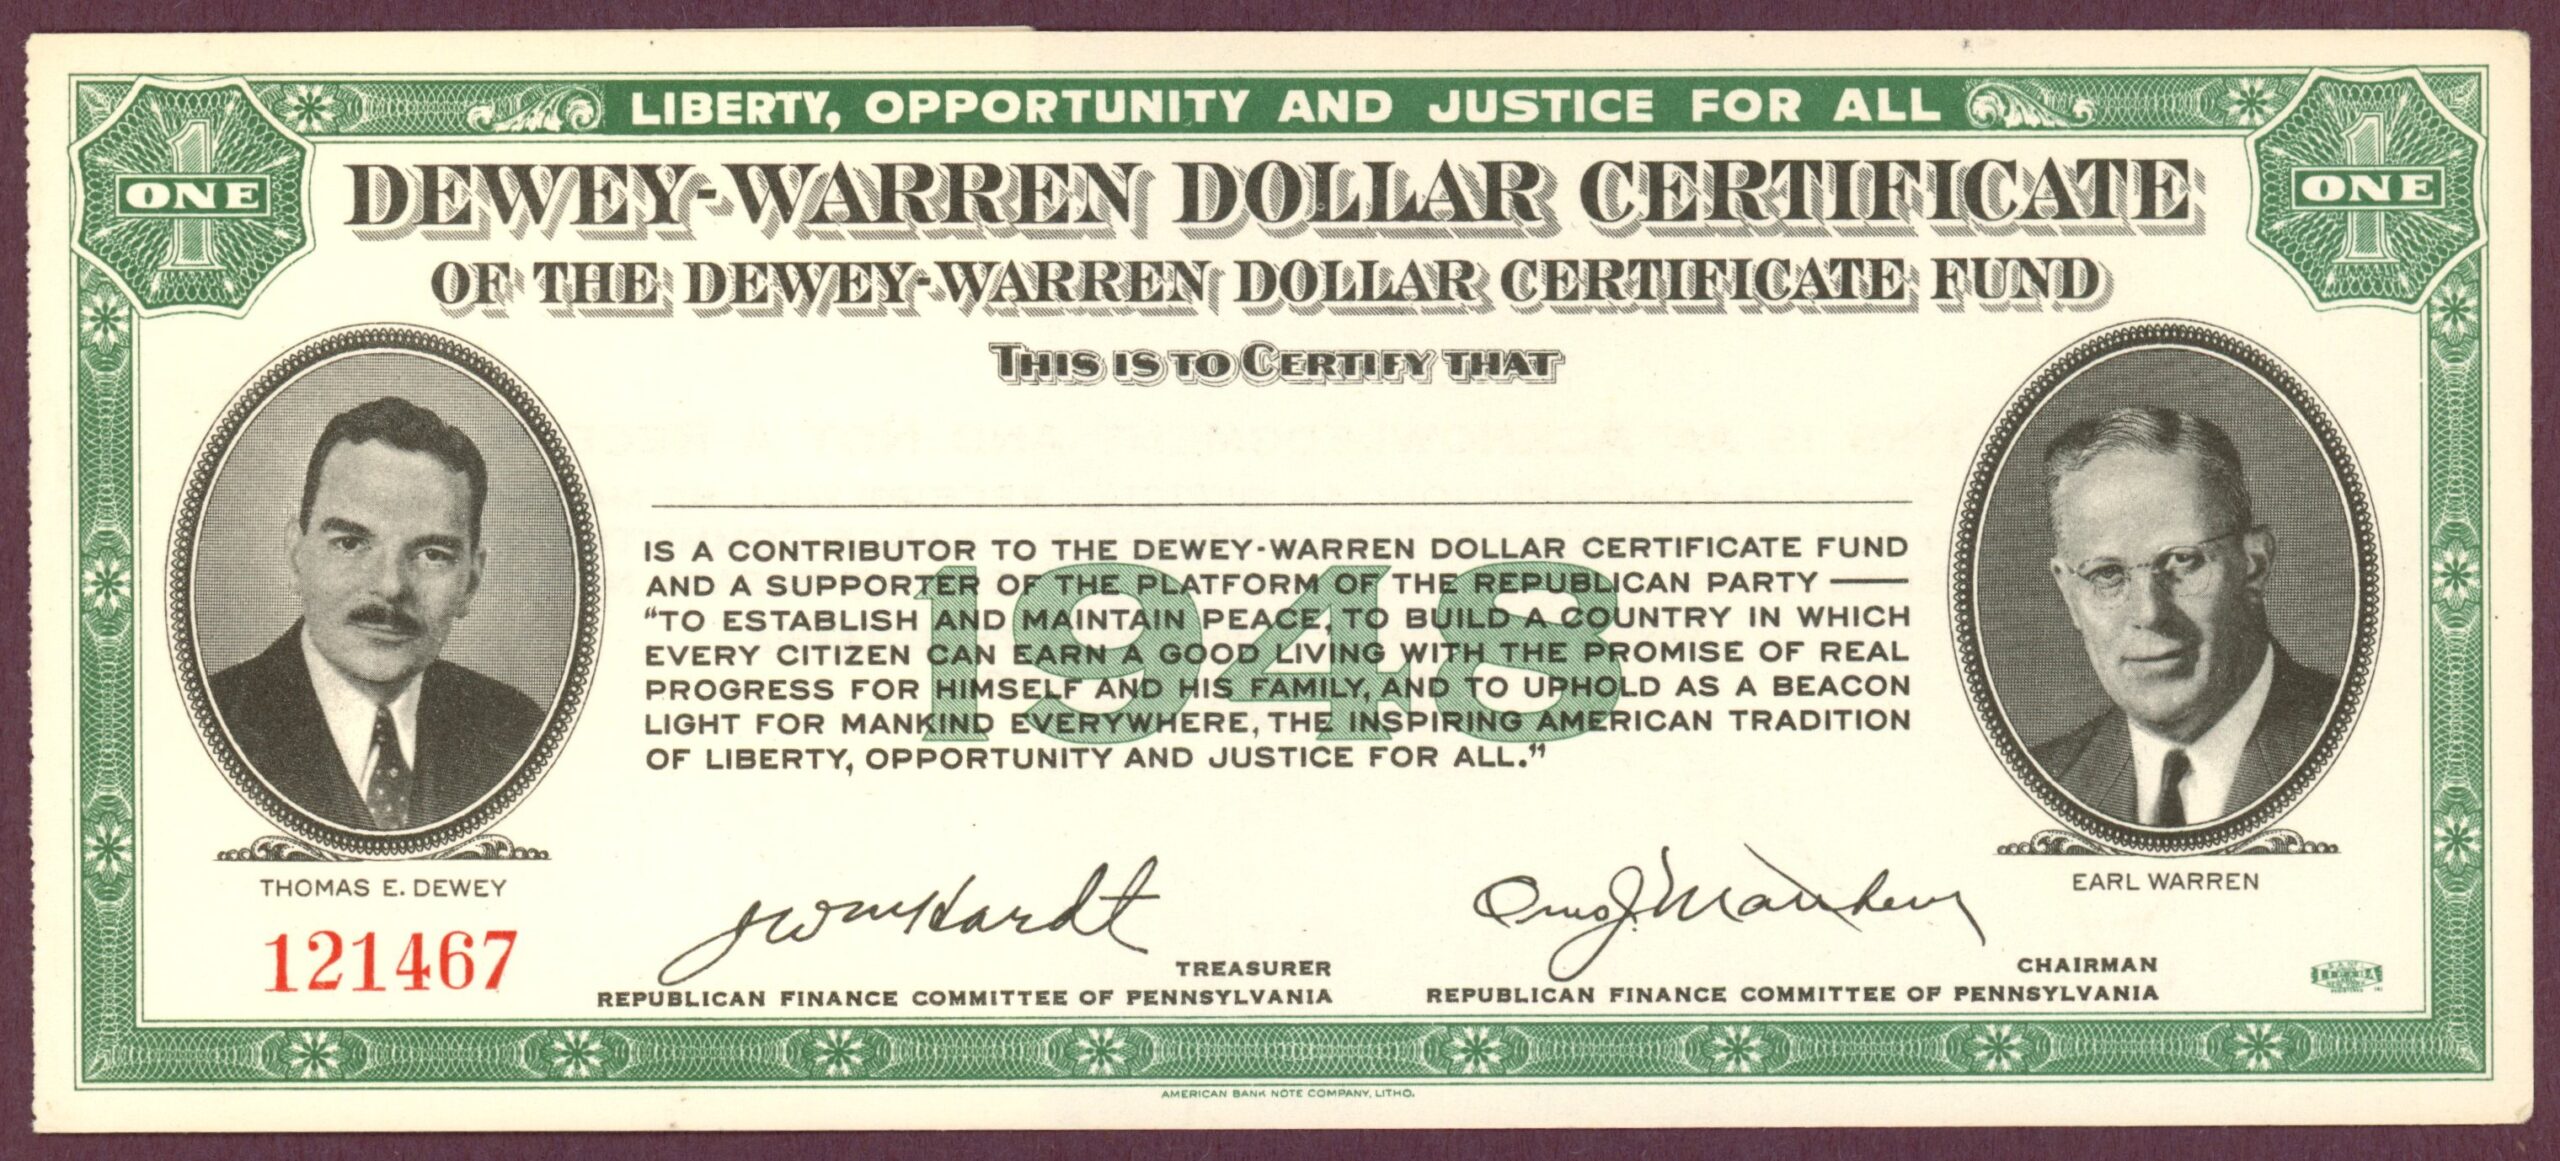 LIBERTY, OPPORTUNITY AND JUSTICE FOR ALL
1 ONE
1 ONE
DEWEY-WARREN DOLLAR CERTIFICATE
OF THE DEWEY-WARREN DOLLAR CERTIFICATE FUND
THIS IS TO CERTIFY THAT
1948
IS A CONTRIBUTOR TO THE DEWEY-WARREN DOLLAR CERTIFICATE FUND
AND A SUPPORTER OF THE PLATFORM OF THE REPUBLICAN PARTY ——
“TO ESTABLISH AND MAINTAIN PEACE, TO BUILD A COUNTRY IN WHICH
EVERY CITIZEN CAN EARN A GOOD LIVING WITH THE PROMISE OF REAL
PROGRESS FOR HIMSELF AND HIS FAMILY, AND TO UPHOLD AS A BEACON
LIGHT FOR MANKIND EVERYWHERE, THE INSPIRING AMERICAN TRADITION
OF LIBERTY, OPPORTUNITY AND JUSTICE FOR ALL.”
THOMAS E. DEWEY
EARL WARREN
121467
TREASURER
REPUBLICAN FINANCE COMMITTEE OF PENNSYLVANIA
CHAIRMAN
REPUBLICAN FINANCE COMMITTEE OF PENNSYLVANIA
AMERICAN BANK NOTE COMPANY, LITHO.